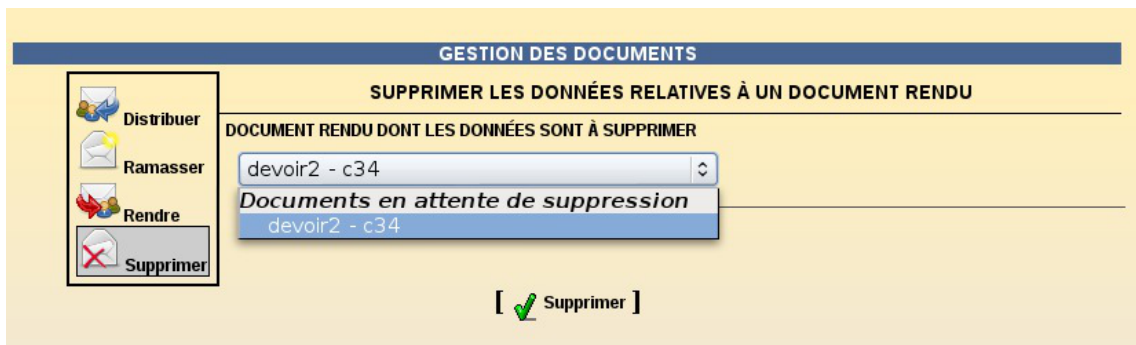 GESTION DES DOCUMENTS
SUPPRIMER LES DONNÉES RELATIVES À UN DOCUMENT RENDU
Distribuer
Ramasser
Rendre
Supprimer
DOCUMENT RENDU DONT LES DONNÉES SONT À SUPPRIMER
devoir2 - c34
Documents en attente de suppression
devoir2 - c34
[ Supprimer ]